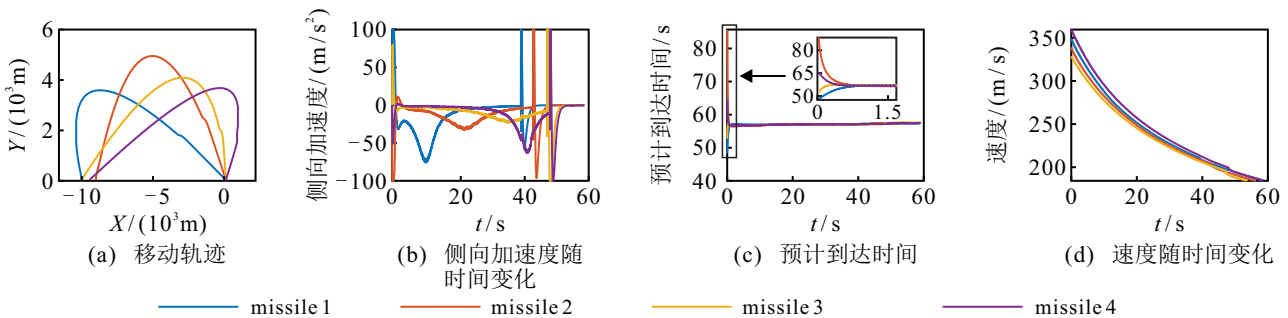 6
4
2
0
−10
−5
0
Y/(10³m)
X/(10³m)
(a) 移动轨迹
100
50
0
−50
−100
0
20
40
60
侧向加速度/(m/s²)
t/s
(b) 侧向加速度随
时间变化
90
80
70
60
50
40
0
20
40
60
预计到达时间/s
t/s
80
65
50
0
1.5
(c) 预计到达时间
350
300
250
200
0
20
40
60
速度/(m/s)
t/s
(d) 速度随时间变化
missile 1
missile 2
missile 3
missile 4